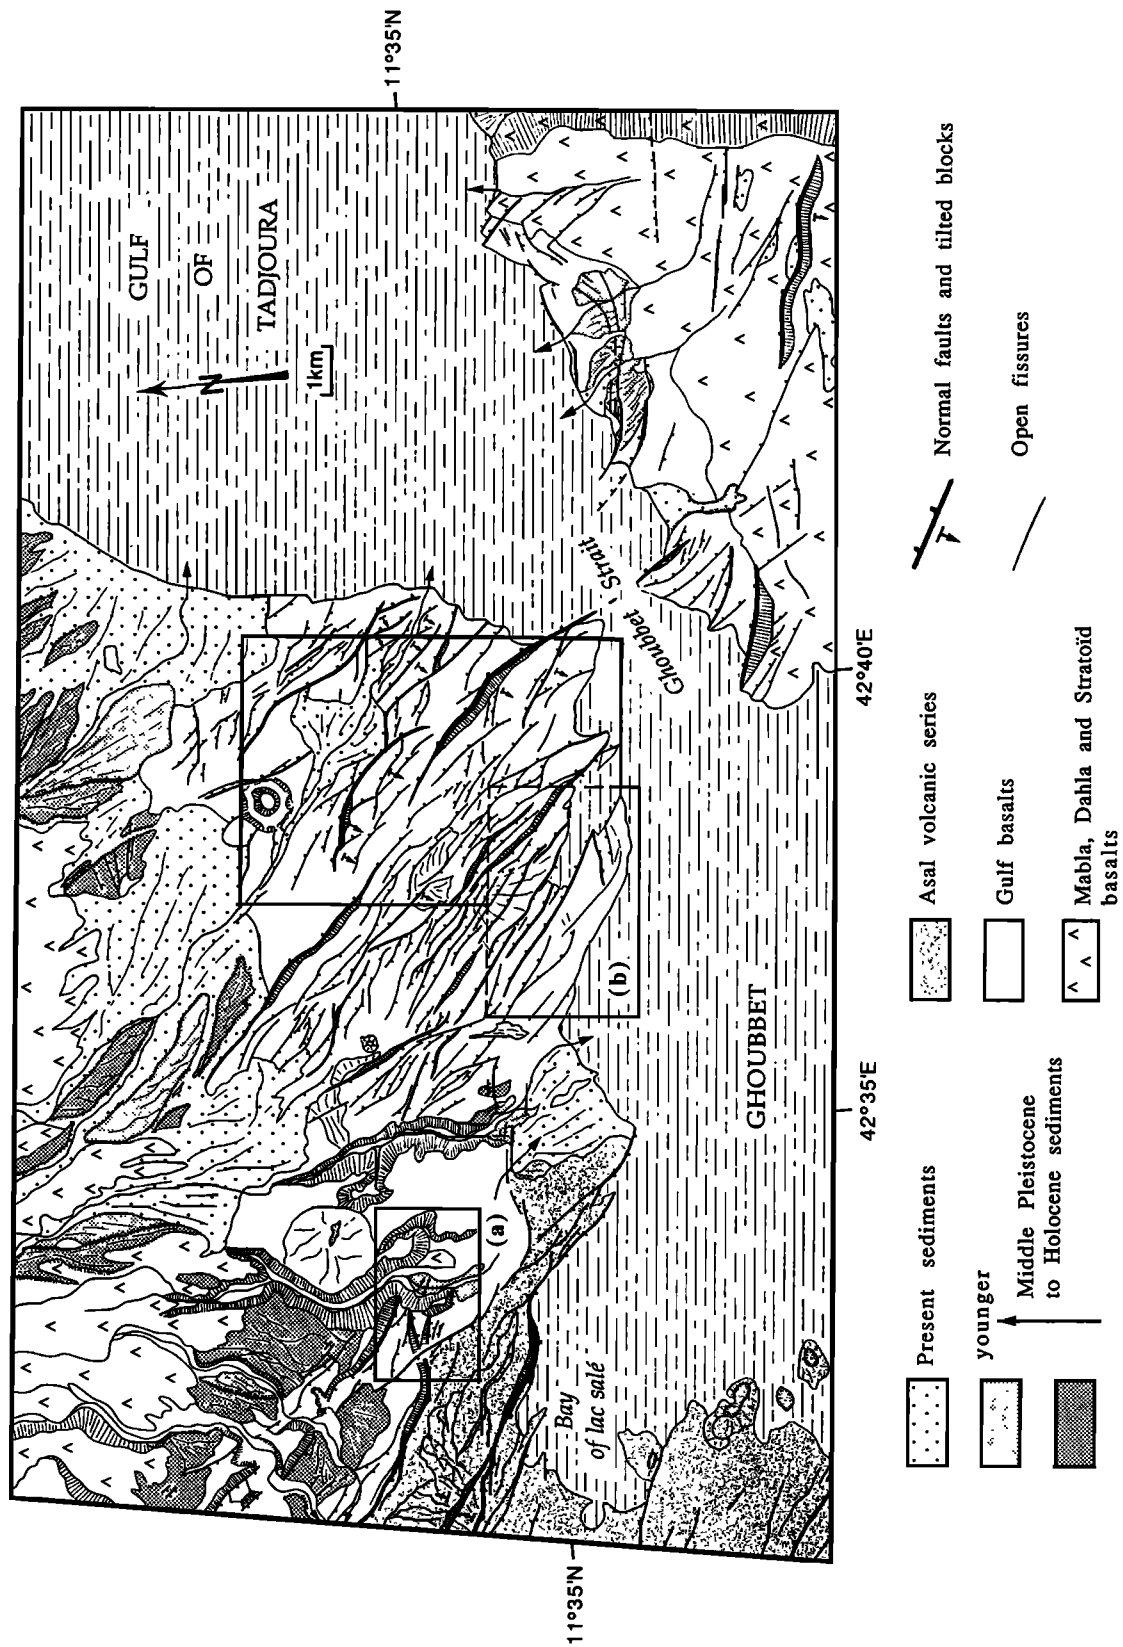 11°35'N
GULF
OF
TADJOURA
N
1km
Ghoubbet Strait
(b)
(a)
GHOUBBET
Bay
of lac salé
11°35'N
42°35'E
42°40'E
Present sediments
younger
Middle Pleistocene
to Holocene sediments
Asal volcanic series
Gulf basalts
Mabla, Dahla and Stratoïd
basalts
Normal faults and tilted blocks
Open fissures